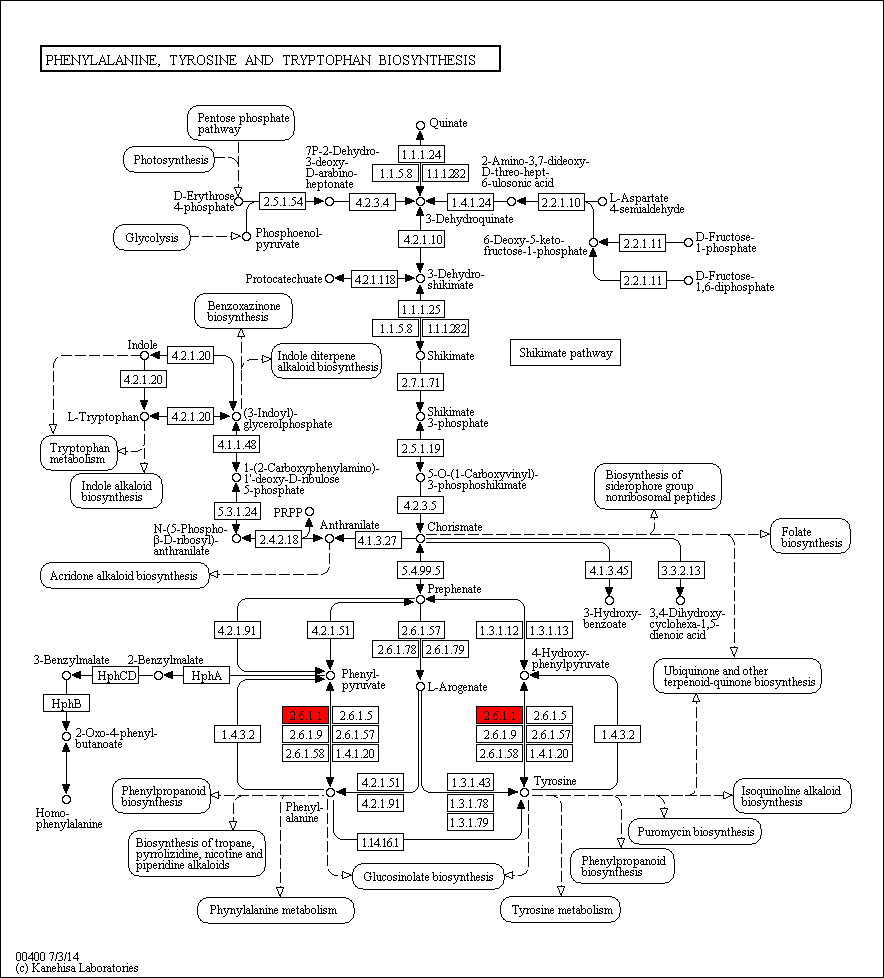 PHENYLALANINE, TYROSINE AND TRYPTOPHAN BIOSYNTHESIS
Pentose phosphate
pathway
Photosynthesis
Glycolysis
D-Erythrose
4-phosphate
2.5.1.54
Phosphoenol-
pyruvate
7P-2-Dehydro-
3-deoxy-
D-arabino-
heptonate
4.2.3.4
Quinate
1.1.1.24
1.1.5.8
1.1.1.282
3-Dehydroquinate
2-Amino-3,7-dideoxy-
D-threo-hept-
6-ulosonic acid
1.4.1.24
2.2.1.10
L-Aspartate
4-semialdehyde
6-Deoxy-5-keto-
fructose-1-phosphate
2.2.1.11
D-Fructose-
1-phosphate
2.2.1.11
D-Fructose-
1,6-diphosphate
4.2.1.10
Protocatechuate
4.2.1.118
3-Dehydro-
shikimate
1.1.1.25
1.1.5.8
1.1.1.282
Shikimate
Shikimate pathway
2.7.1.71
Shikimate
3-phosphate
2.5.1.19
5-O-(1-Carboxyvinyl)-
3-phosphoshikimate
4.2.3.5
Chorismate
Benzoxazinone
biosynthesis
Indole
4.2.1.20
4.2.1.20
Indole diterpene
alkaloid biosynthesis
L-Tryptophan
4.2.1.20
(3-Indoyl)-
glycerolphosphate
Tryptophan
metabolism
Indole alkaloid
biosynthesis
4.1.1.48
1-(2-Carboxyphenylamino)-
1'-deoxy-D-ribulose
5-phosphate
5.3.1.24
PRPP
N-(5-Phospho-
β-D-ribosyl)-
anthranilate
2.4.2.18
Anthranilate
4.1.3.27
Acridone alkaloid biosynthesis
Biosynthesis of
siderophore group
nonribosomal peptides
Folate
biosynthesis
4.1.3.45
3.3.2.13
3-Hydroxy-
benzoate
3,4-Dihydroxy-
cyclohexa-1,5-
dienoic acid
Ubiquinone and other
terpenoid-quinone biosynthesis
5.4.99.5
Prephenate
4.2.1.91
4.2.1.51
2.6.1.57
2.6.1.78
2.6.1.79
1.3.1.12
1.3.1.13
3-Benzylmalate
HphCD
2-Benzylmalate
HphA
Phenyl-
pyruvate
L-Arogenate
4-Hydroxy-
phenylpyruvate
HphB
2-Oxo-4-phenyl-
butanoate
Homo-
phenylalanine
1.4.3.2
2.6.1.1
2.6.1.5
2.6.1.9
2.6.1.57
2.6.1.58
1.4.1.20
2.6.1.1
2.6.1.5
2.6.1.9
2.6.1.57
2.6.1.58
1.4.1.20
1.4.3.2
Phenylpropanoid
biosynthesis
Phenyl-
alanine
4.2.1.51
4.2.1.91
1.3.1.43
1.3.1.78
1.3.1.79
Tyrosine
Isoquinoline alkaloid
biosynthesis
Puromycin biosynthesis
1.14.16.1
Biosynthesis of tropane,
pyrrolizidine, nicotine and
piperidine alkaloids
Glucosinolate biosynthesis
Phenylpropanoid
biosynthesis
Phynylalanine metabolism
Tyrosine metabolism
00400 7/3/14
(c) Kanehisa Laboratories